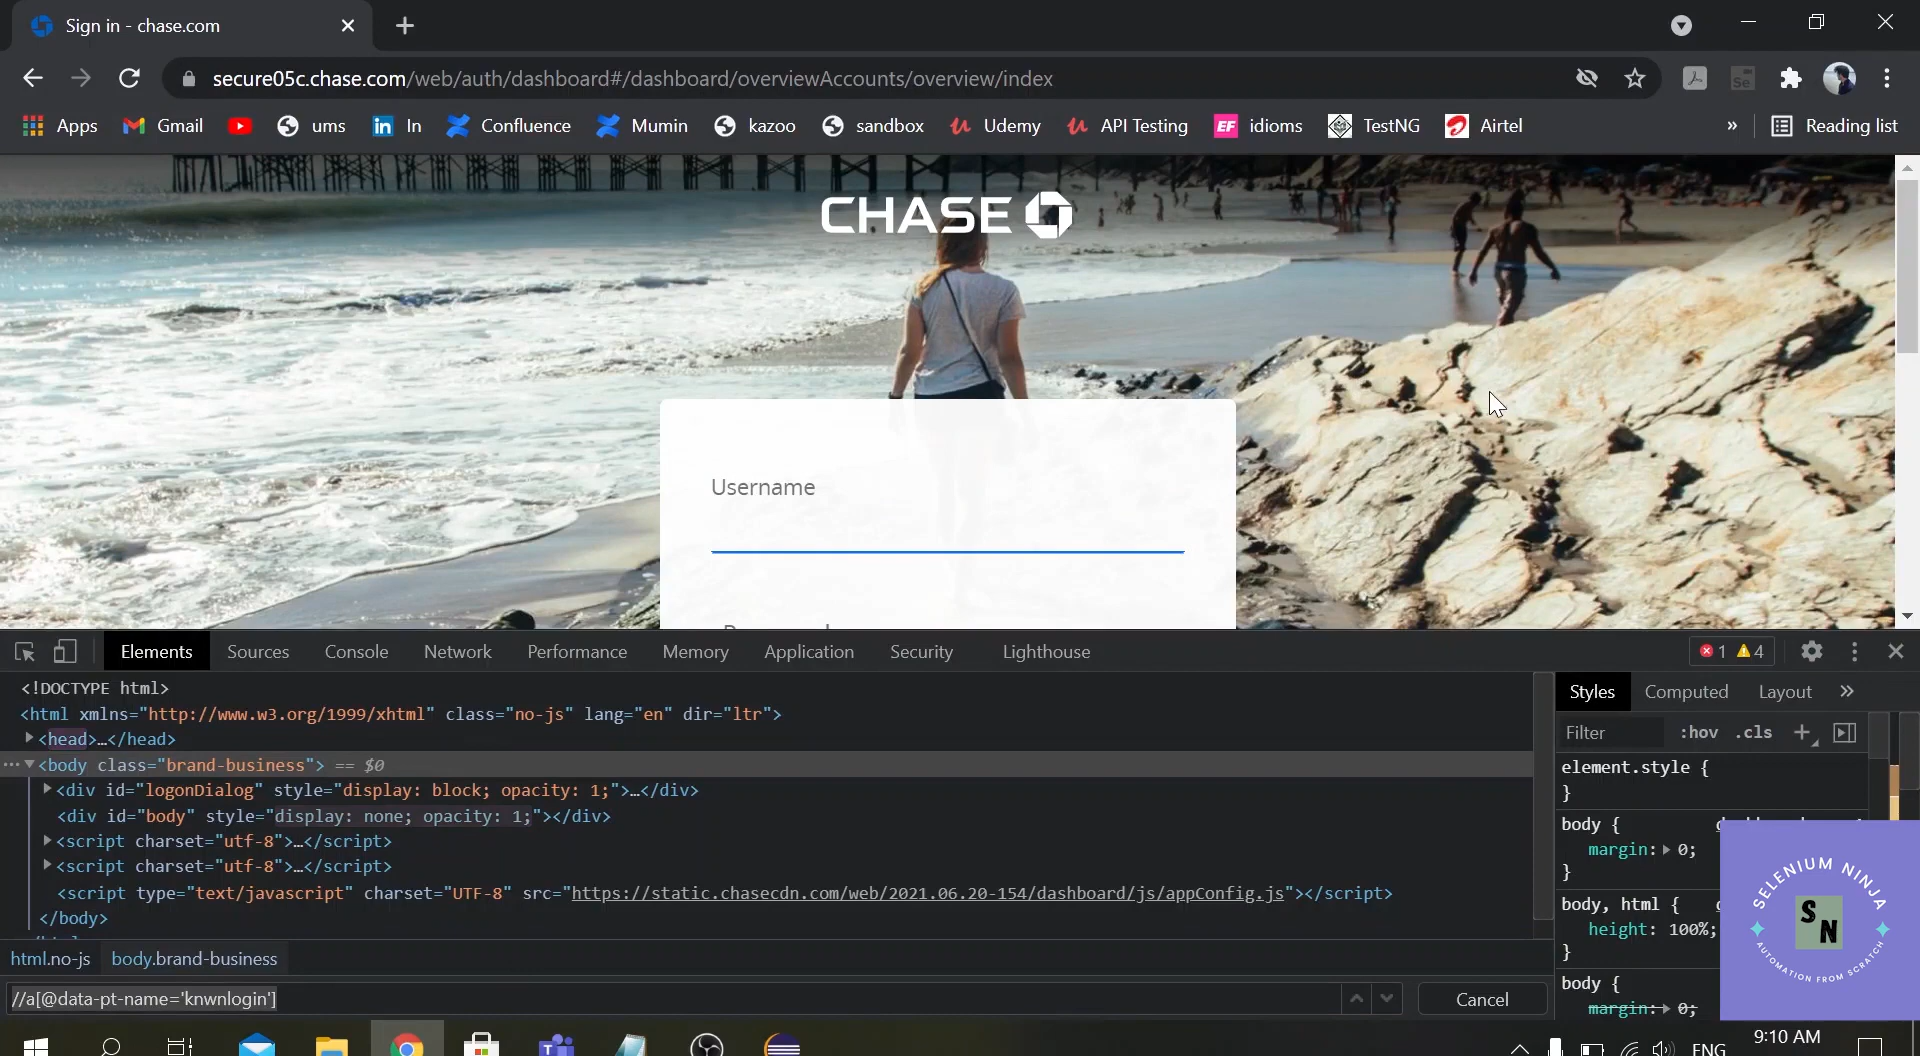 Sign in - chase.com
secure05c.chase.com/web/auth/dashboard#/dashboard/overviewAccounts/overview/index
Apps Gmail ums In Confluence Mumin kazoo sandbox Udemy API Testing EF idioms TestNG Airtel » Reading list
CHASE
Username
Elements Sources Console Network Performance Memory Application Security Lighthouse 1 4
<!DOCTYPE html>
<html xmlns="http://www.w3.org/1999/xhtml" class="no-js" lang="en" dir="ltr">
<head>…</head>
<body class="brand-business"> == $0
<div id="logonDialog" style="display: block; opacity: 1;">…</div>
<div id="body" style="display: none; opacity: 1;"></div>
<script charset="utf-8">…</script>
<script charset="utf-8">…</script>
<script type="text/javascript" charset="UTF-8" src="https://static.chasecdn.com/web/2021.06.20-154/dashboard/js/appConfig.js"></script>
</body>
html.no-js body.brand-business
//a[@data-pt-name='knwnlogin'] Cancel
Styles Computed Layout »
Filter :hov .cls +
element.style {
}
body {
margin: 0;
}
body, html {
height: 100%;
}
body {
margin: 0;
SELENIUM NINJA
S N
AUTOMATION FROM SCRATCH
ENG 9:10 AM